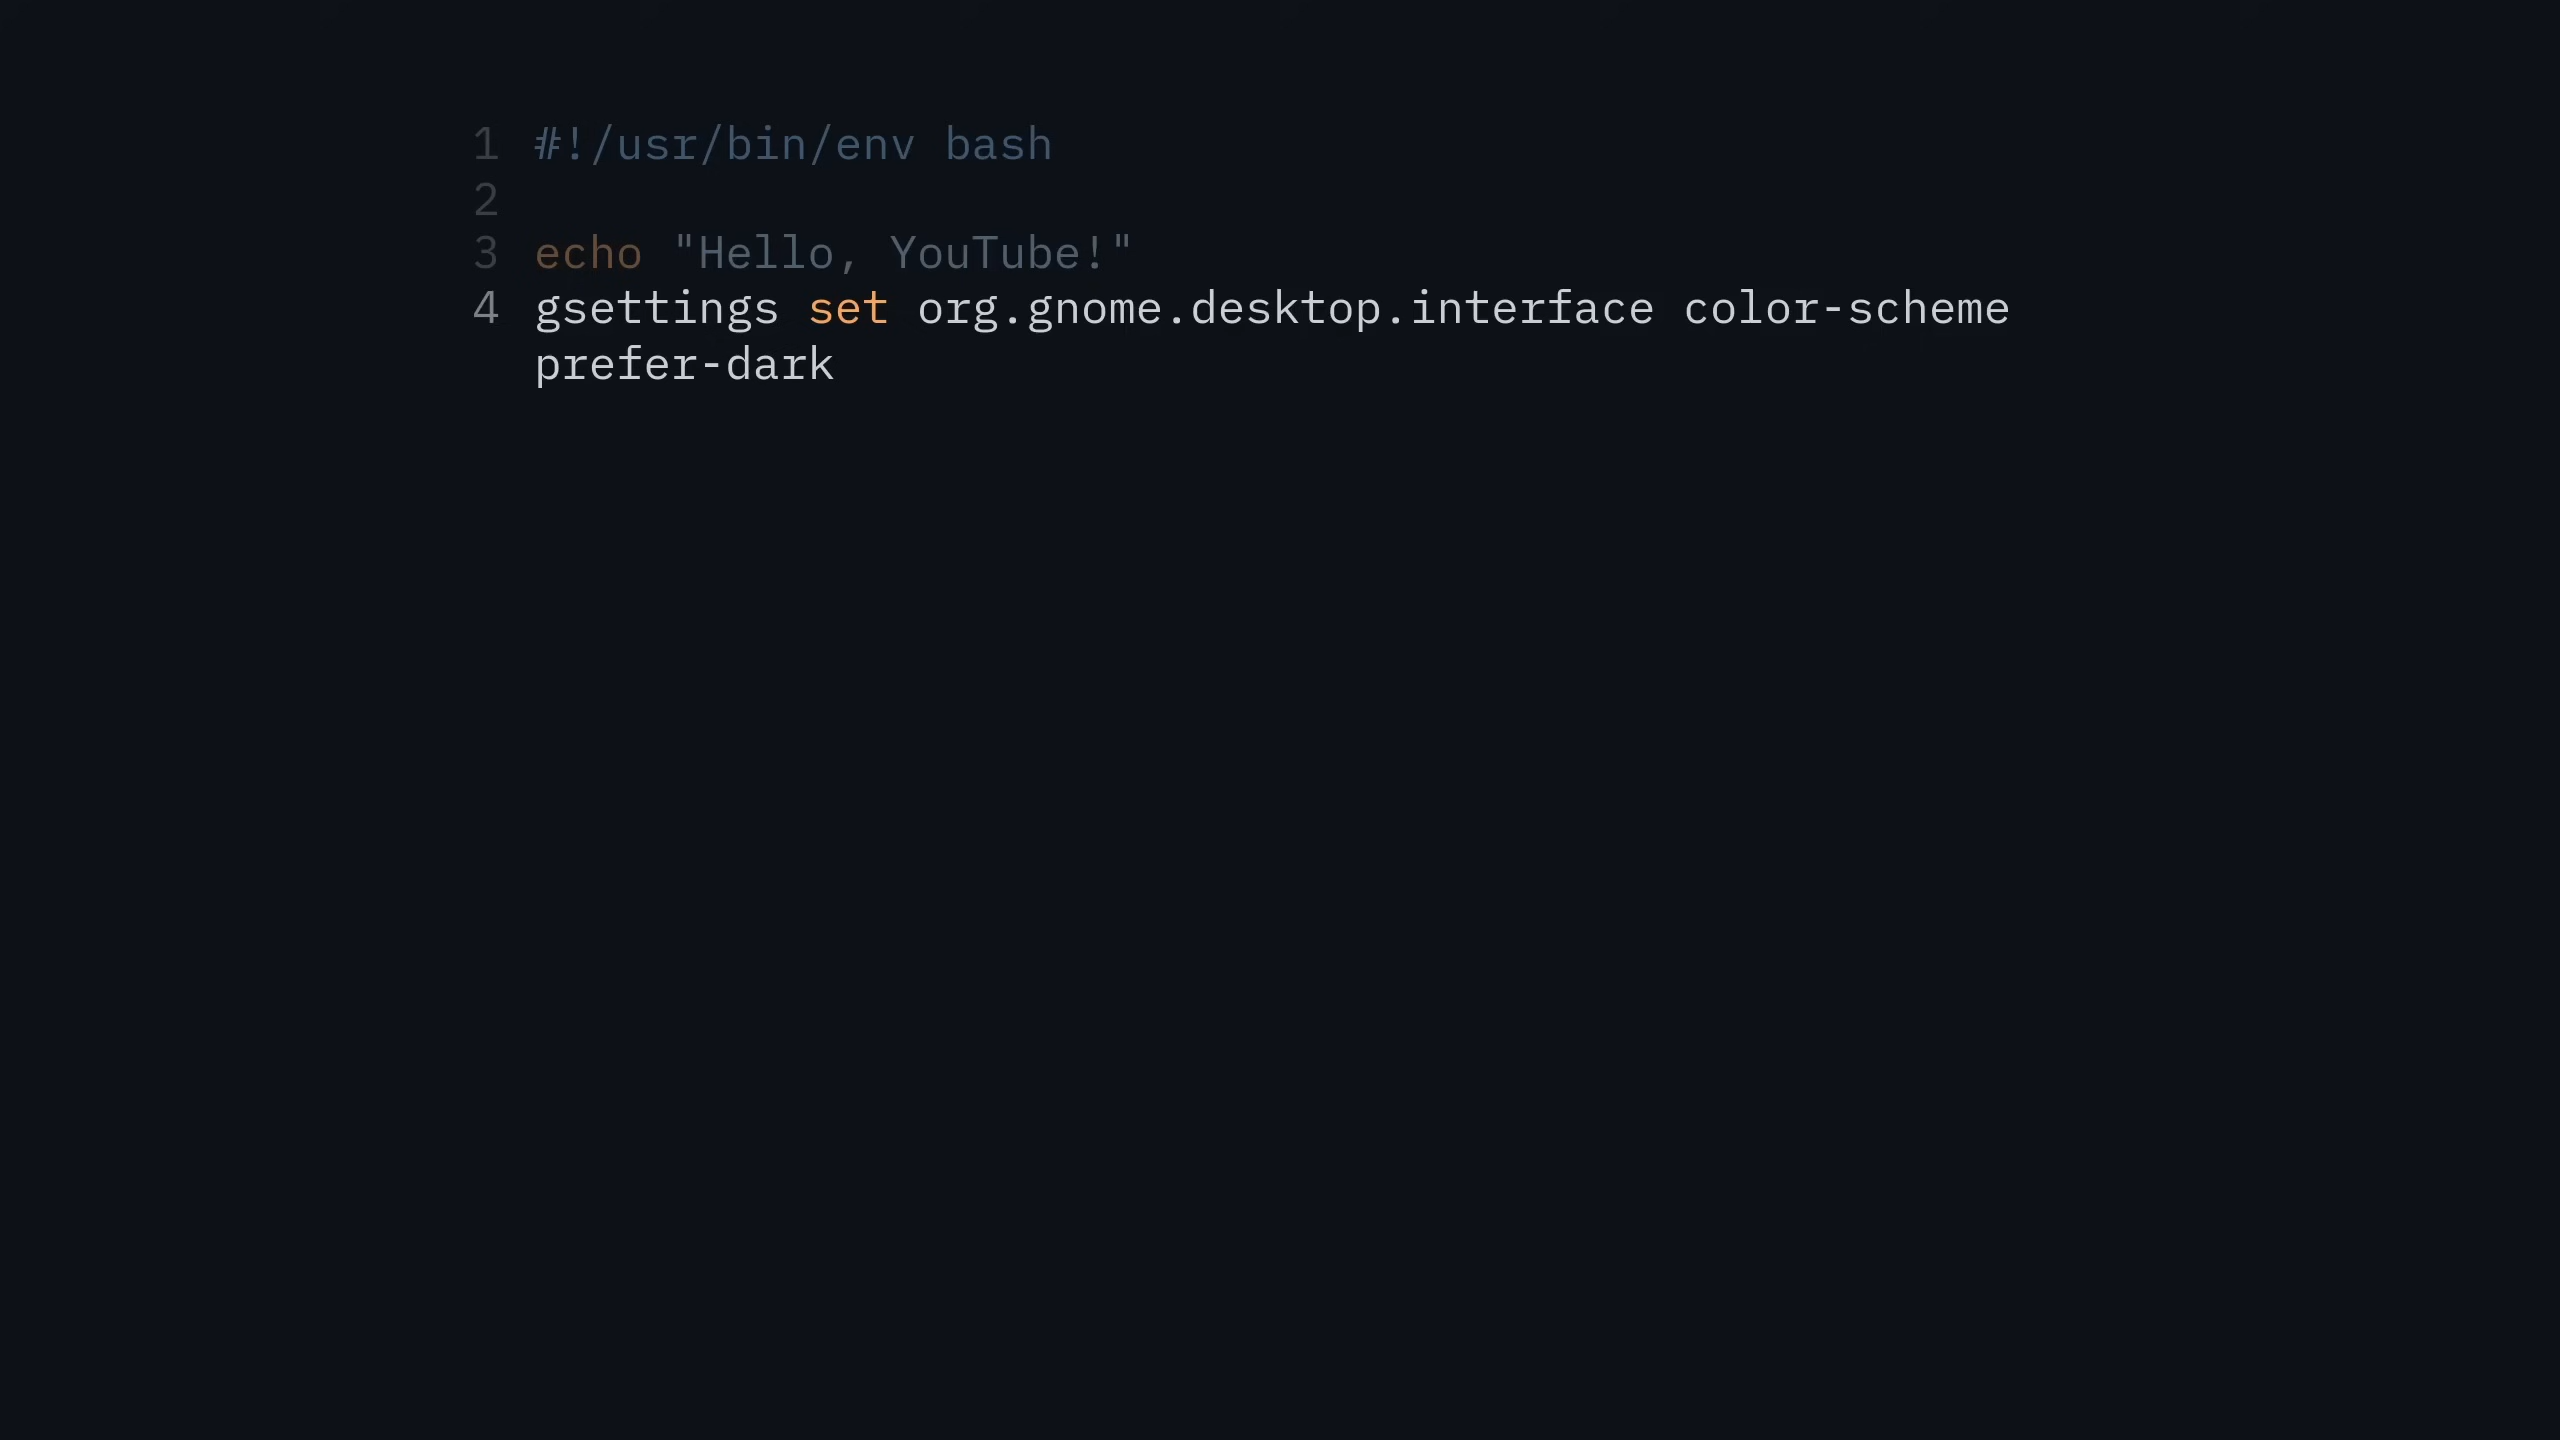 1 #!/usr/bin/env bash
2
3 echo "Hello, YouTube!"
4 gsettings set org.gnome.desktop.interface color-scheme
prefer-dark